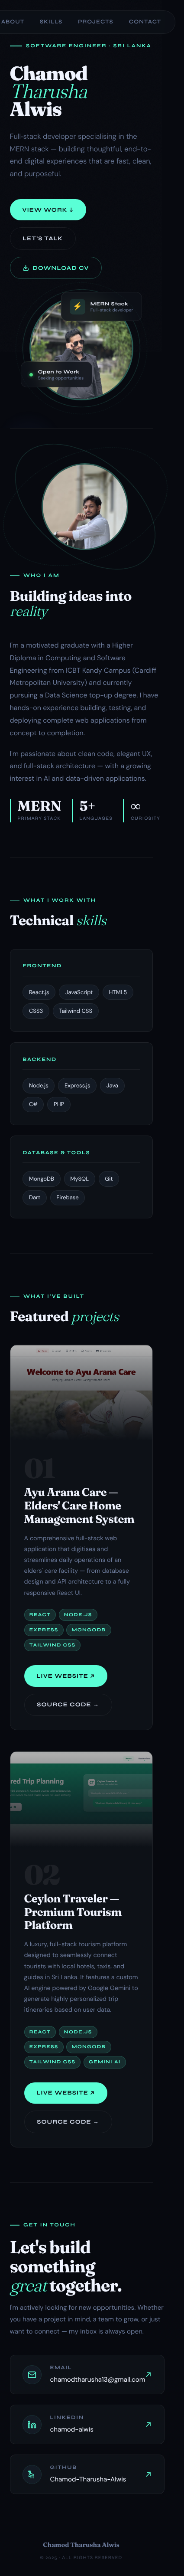 ABOUT SKILLS PROJECTS CONTACT
SOFTWARE ENGINEER · SRI LANKA
Chamod
Tharusha
Alwis
Full-stack developer specialising in the
MERN stack — building thoughtful, end-to-
end digital experiences that are fast, clean,
and purposeful.
VIEW WORK ↓
LET'S TALK
DOWNLOAD CV
MERN Stack
Full-stack developer
Open to Work
Seeking opportunities
WHO I AM
Building ideas into
reality
I'm a motivated graduate with a Higher
Diploma in Computing and Software
Engineering from ICBT Kandy Campus (Cardiff
Metropolitan University) and currently
pursuing a Data Science top-up degree. I have
hands-on experience building, testing, and
deploying complete web applications from
concept to completion.
I'm passionate about clean code, elegant UX,
and full-stack architecture — with a growing
interest in AI and data-driven applications.
MERN 5+ ∞
PRIMARY STACK LANGUAGES CURIOSITY
WHAT I WORK WITH
Technical skills
FRONTEND
React.js JavaScript HTML5
CSS3 Tailwind CSS
BACKEND
Node.js Express.js Java
C# PHP
DATABASE & TOOLS
MongoDB MySQL Git
Dart Firebase
WHAT I'VE BUILT
Featured projects
Welcome to Ayu Arana Care
01
Ayu Arana Care —
Elders' Care Home
Management System
A comprehensive full-stack web
application that digitises and
streamlines daily operations of an
elders' care facility — from database
design and API architecture to a fully
responsive React UI.
REACT NODE.JS
EXPRESS MONGODB
TAILWIND CSS
LIVE WEBSITE ↗
SOURCE CODE →
red Trip Planning
02
Ceylon Traveler —
Premium Tourism
Platform
A luxury, full-stack tourism platform
designed to seamlessly connect
tourists with local hotels, taxis, and
guides in Sri Lanka. It features a custom
AI engine powered by Google Gemini to
generate highly personalized trip
itineraries based on user data.
REACT NODE.JS
EXPRESS MONGODB
TAILWIND CSS GEMINI AI
LIVE WEBSITE ↗
SOURCE CODE →
GET IN TOUCH
Let's build
something
great together.
I'm actively looking for new opportunities. Whether
you have a project in mind, a team to grow, or just
want to connect — my inbox is always open.
EMAIL
chamodtharusha13@gmail.com
LINKEDIN
chamod-alwis
GITHUB
Chamod-Tharusha-Alwis
Chamod Tharusha Alwis
ALL RIGHTS RESERVED